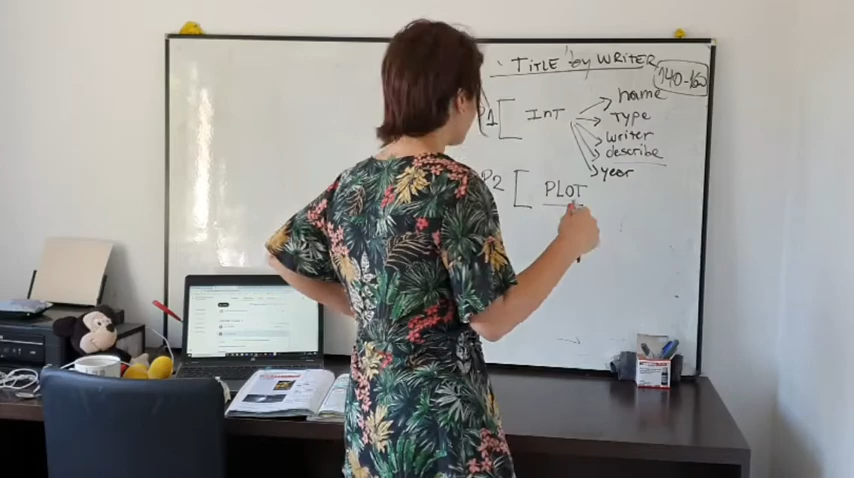 "TITLE" by WRITER
140-160
P1 [ INT
name
Type
writer
describe
year
P2 [ PLOT